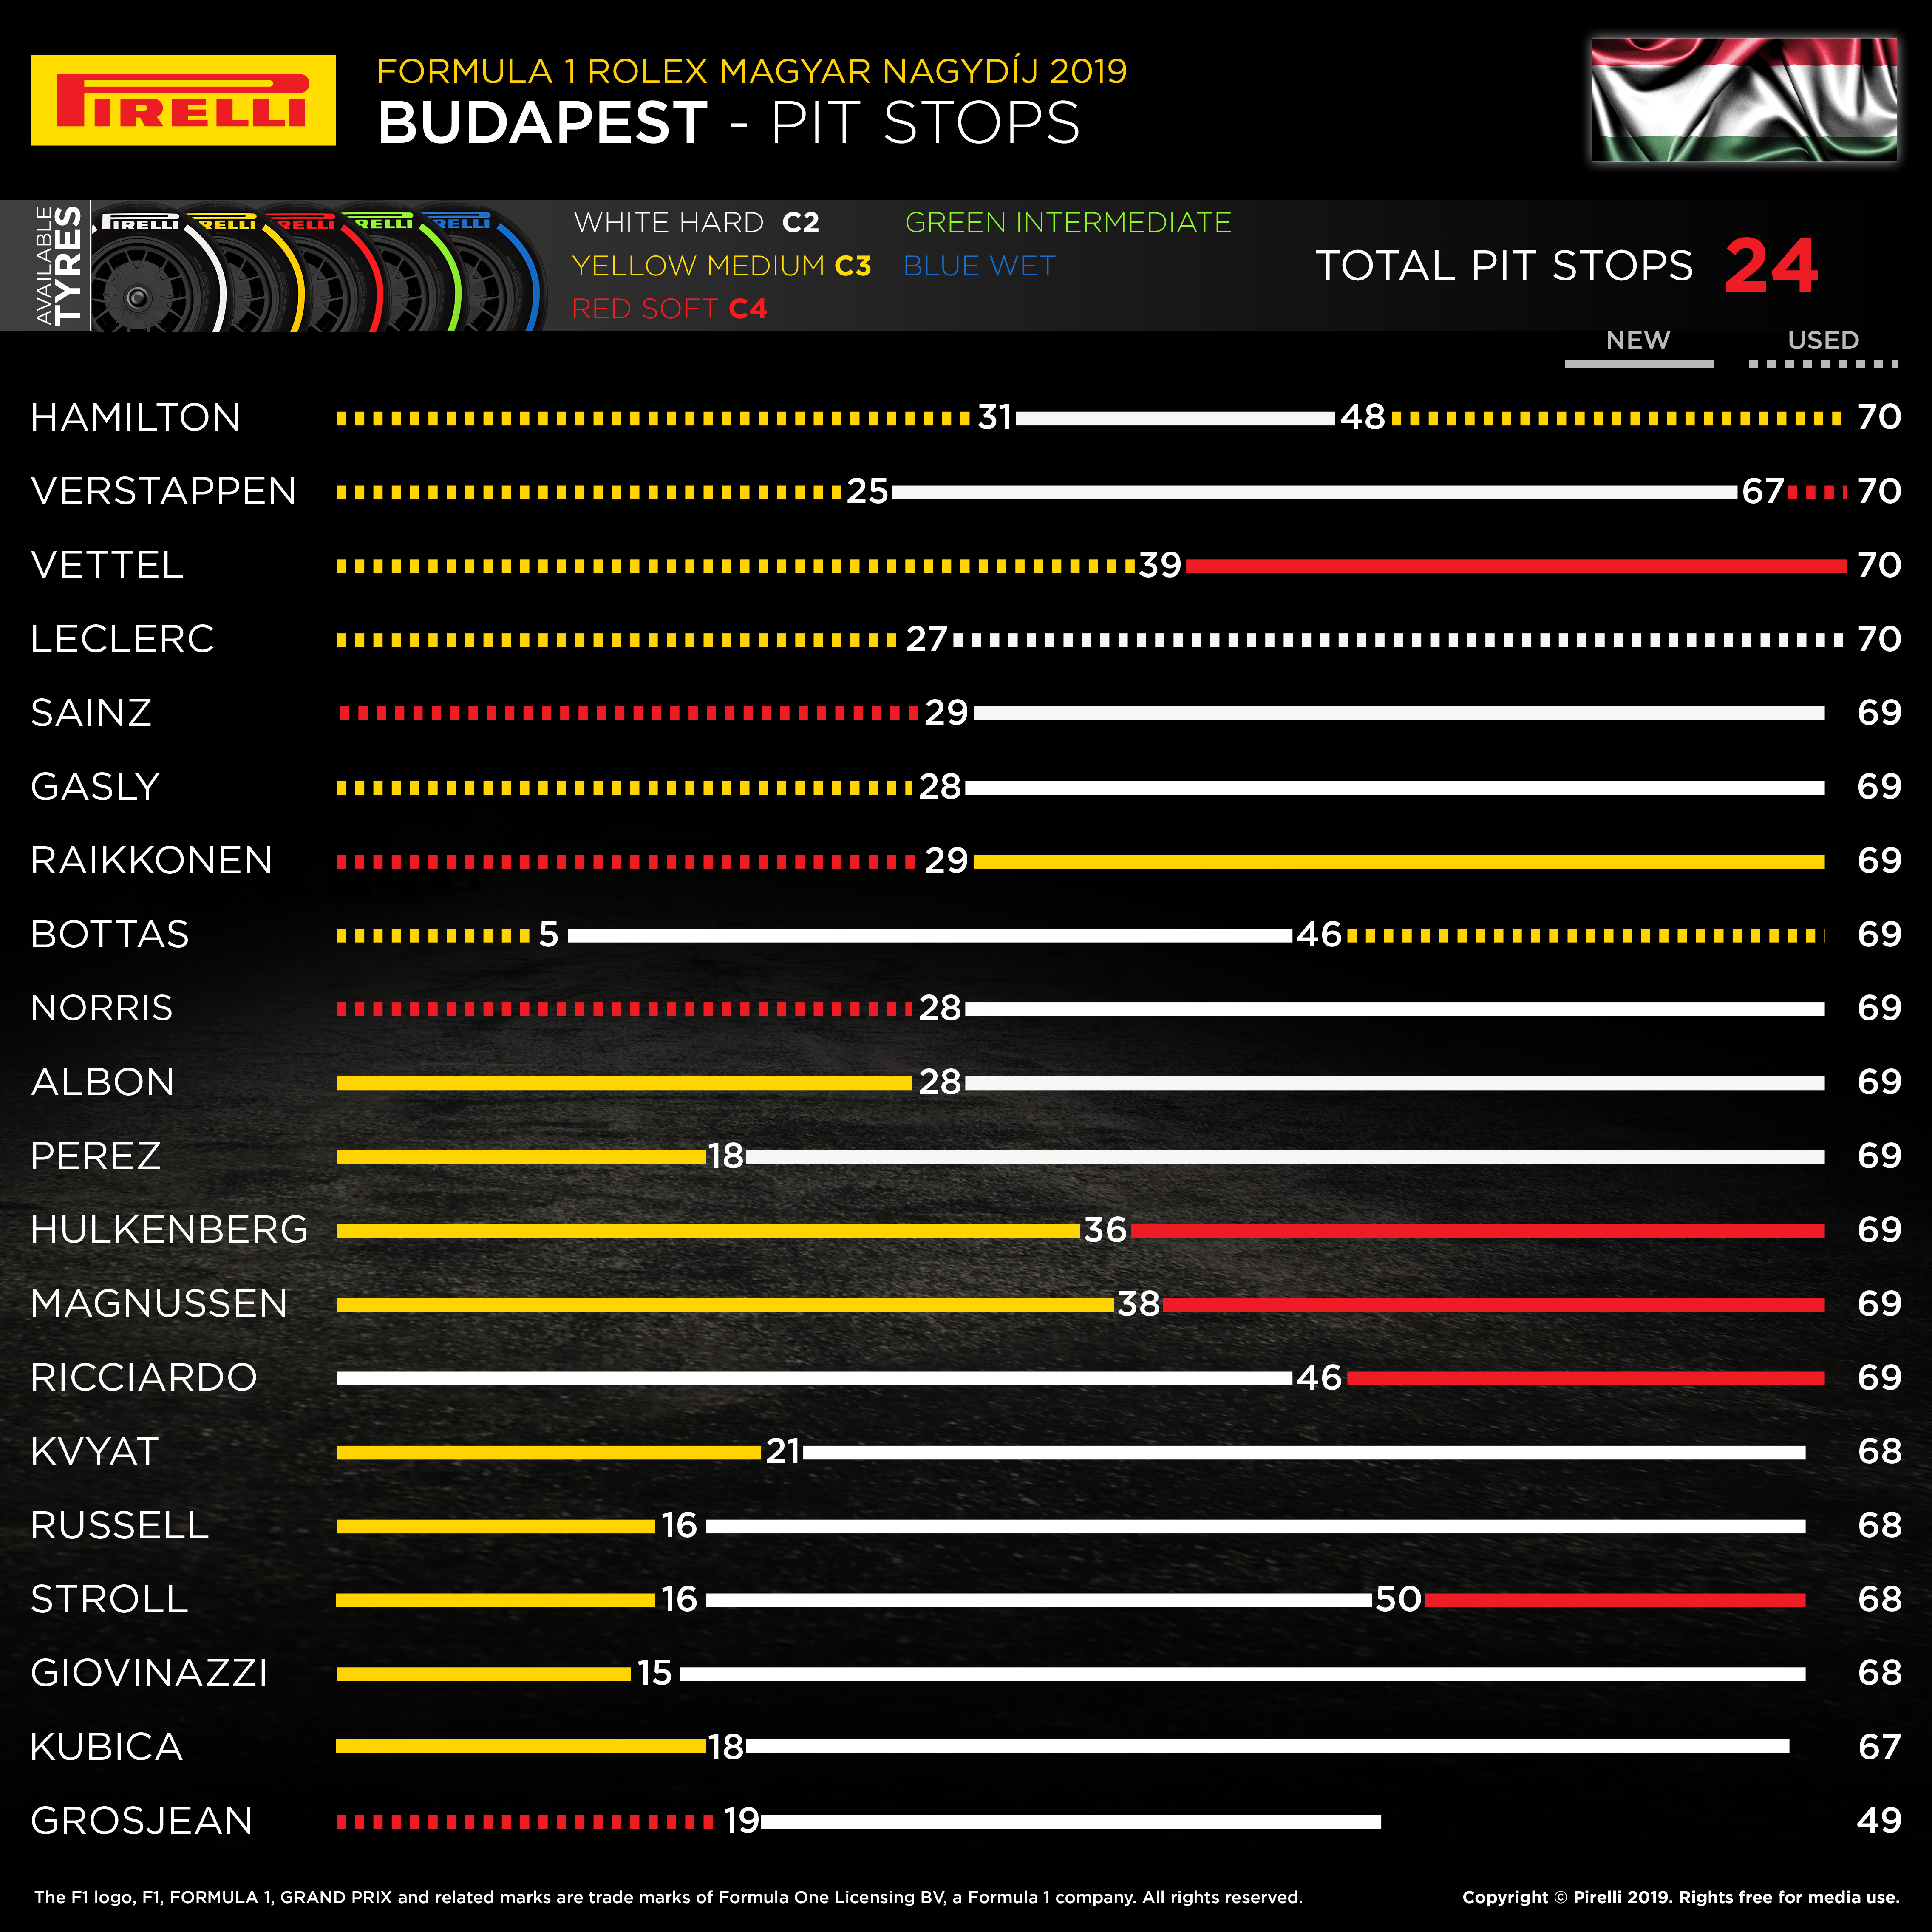 PIRELLI
FORMULA 1 ROLEX MAGYAR NAGYDÍJ 2019
BUDAPEST - PIT STOPS
AVAILABLE
TYRES
PIRELLI
RELLI
RELLI
RELLI
RELLI
WHITE HARD C2
YELLOW MEDIUM C3
RED SOFT C4
GREEN INTERMEDIATE
BLUE WET
TOTAL PIT STOPS 24
NEW USED
HAMILTON 31 48 70
VERSTAPPEN 25 67 70
VETTEL 39 70
LECLERC 27 70
SAINZ 29 69
GASLY 28 69
RAIKKONEN 29 69
BOTTAS 5 46 69
NORRIS 28 69
ALBON 28 69
PEREZ 18 69
HULKENBERG 36 69
MAGNUSSEN 38 69
RICCIARDO 46 69
KVYAT 21 68
RUSSELL 16 68
STROLL 16 50 68
GIOVINAZZI 15 68
KUBICA 18 67
GROSJEAN 19 49
The F1 logo, F1, FORMULA 1, GRAND PRIX and related marks are trade marks of Formula One Licensing BV, a Formula 1 company. All rights reserved.
Copyright © Pirelli 2019. Rights free for media use.